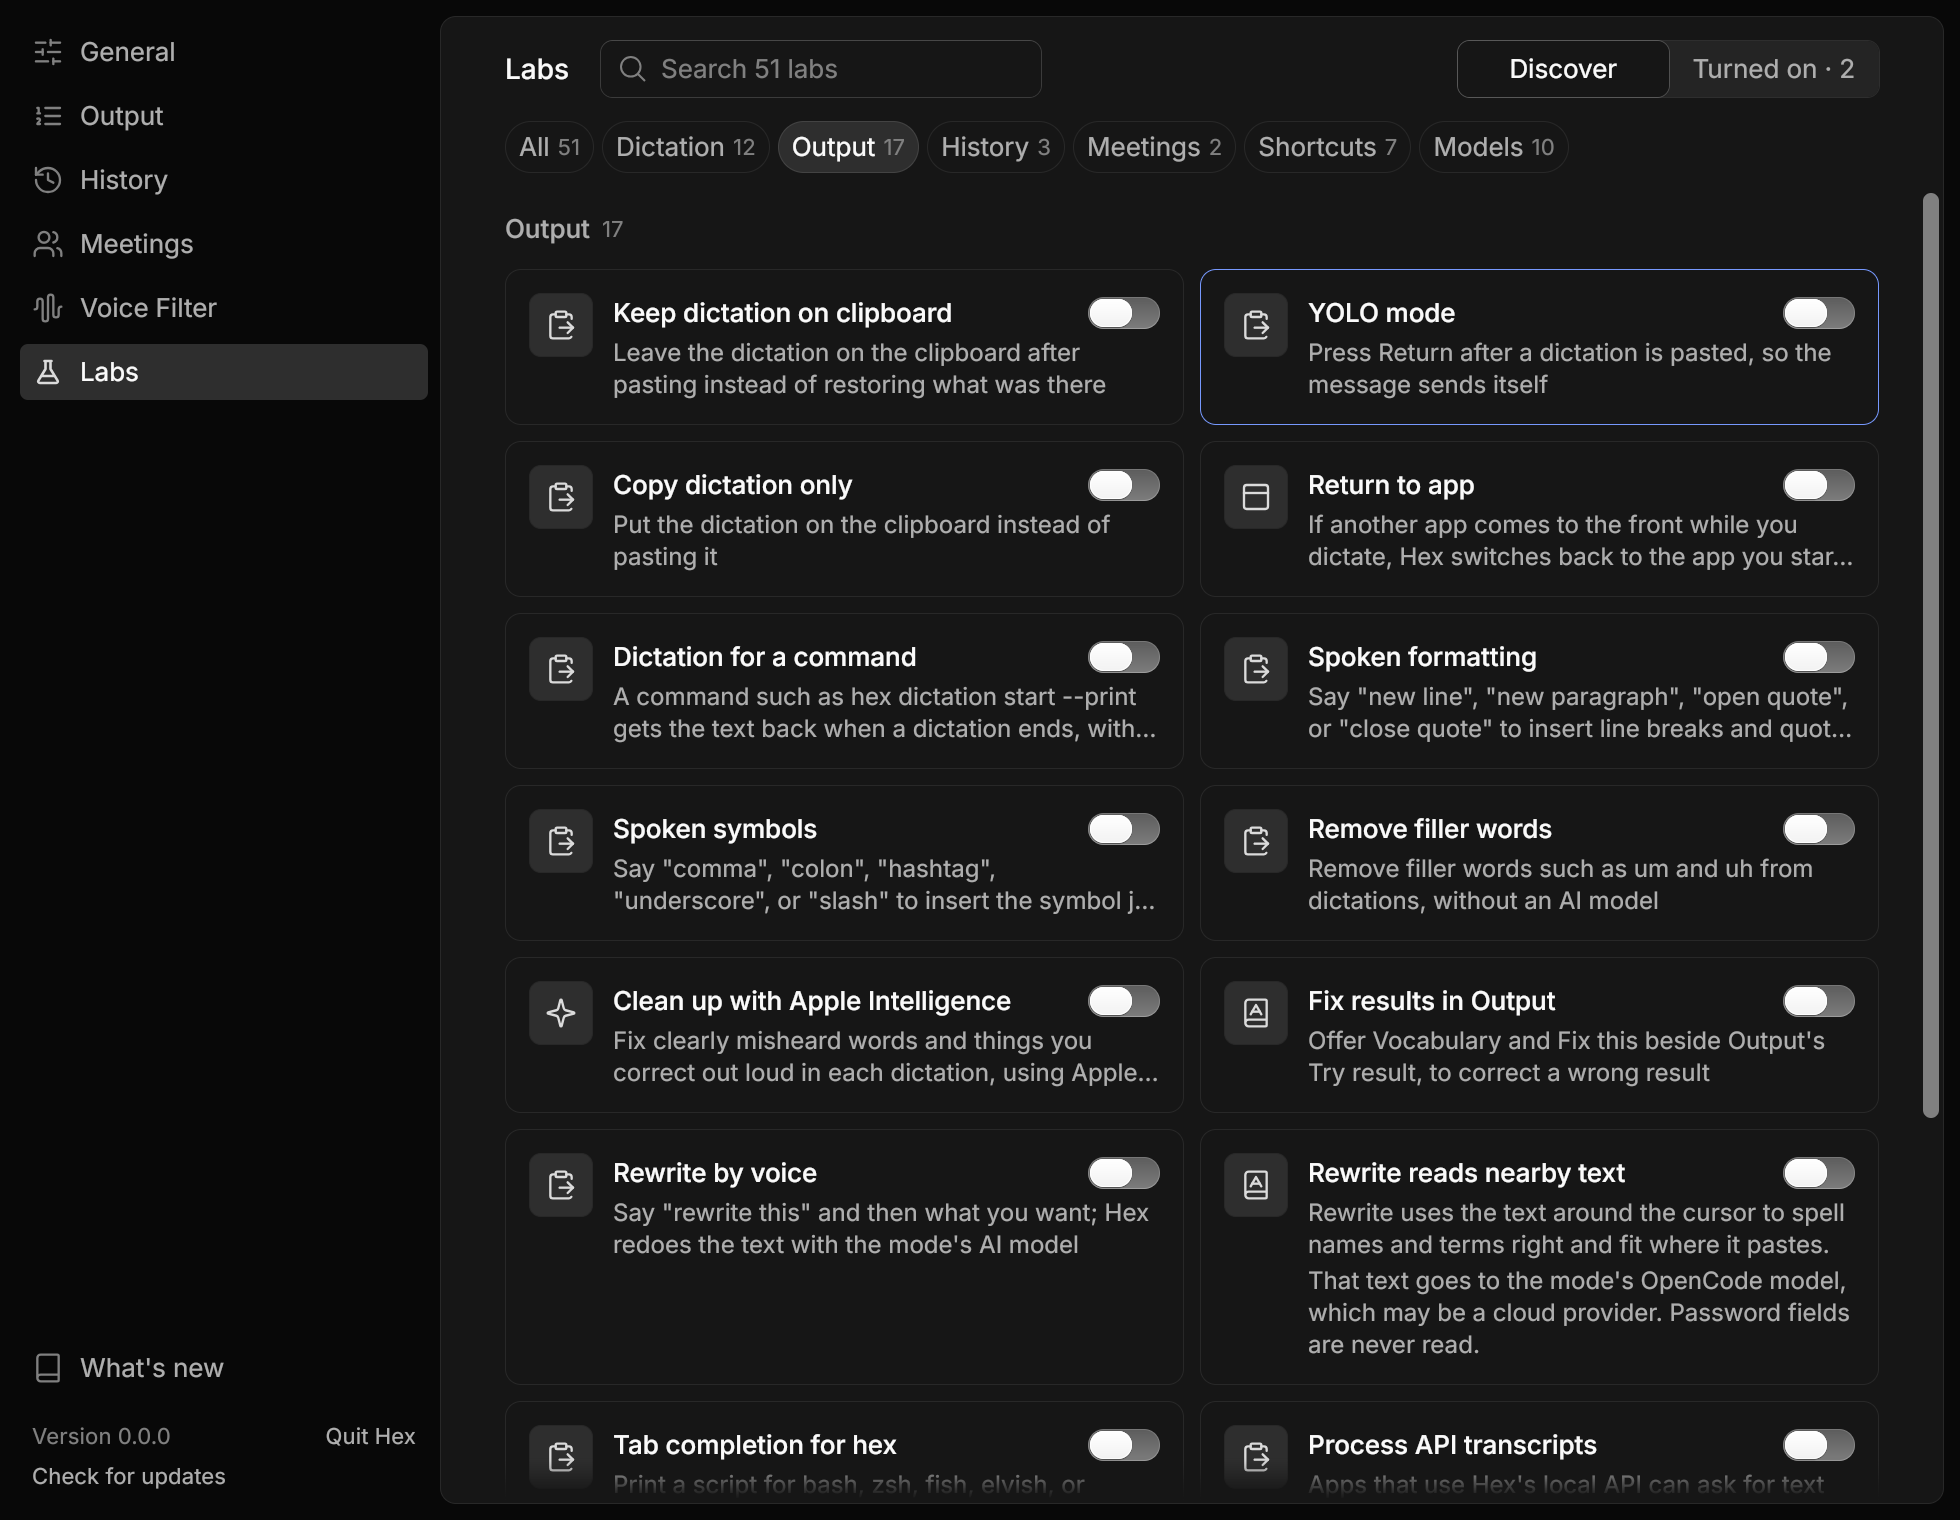 General
Output
History
Meetings
Voice Filter
Labs
What's new
Version 0.0.0
Quit Hex
Check for updates
Labs
Search 51 labs
Discover
Turned on · 2
All 51
Dictation 12
Output 17
History 3
Meetings 2
Shortcuts 7
Models 10
Output 17
Keep dictation on clipboard
Leave the dictation on the clipboard after
pasting instead of restoring what was there
YOLO mode
Press Return after a dictation is pasted, so the
message sends itself
Copy dictation only
Put the dictation on the clipboard instead of
pasting it
Return to app
If another app comes to the front while you
dictate, Hex switches back to the app you star...
Dictation for a command
A command such as hex dictation start --print
gets the text back when a dictation ends, with...
Spoken formatting
Say "new line", "new paragraph", "open quote",
or "close quote" to insert line breaks and quot...
Spoken symbols
Say "comma", "colon", "hashtag",
"underscore", or "slash" to insert the symbol j...
Remove filler words
Remove filler words such as um and uh from
dictations, without an AI model
Clean up with Apple Intelligence
Fix clearly misheard words and things you
correct out loud in each dictation, using Apple...
Fix results in Output
Offer Vocabulary and Fix this beside Output's
Try result, to correct a wrong result
Rewrite by voice
Say "rewrite this" and then what you want; Hex
redoes the text with the mode's AI model
Rewrite reads nearby text
Rewrite uses the text around the cursor to spell
names and terms right and fit where it pastes.
That text goes to the mode's OpenCode model,
which may be a cloud provider. Password fields
are never read.
Tab completion for hex
Print a script for bash, zsh, fish, elvish, or
Process API transcripts
Apps that use Hex's local API can ask for text